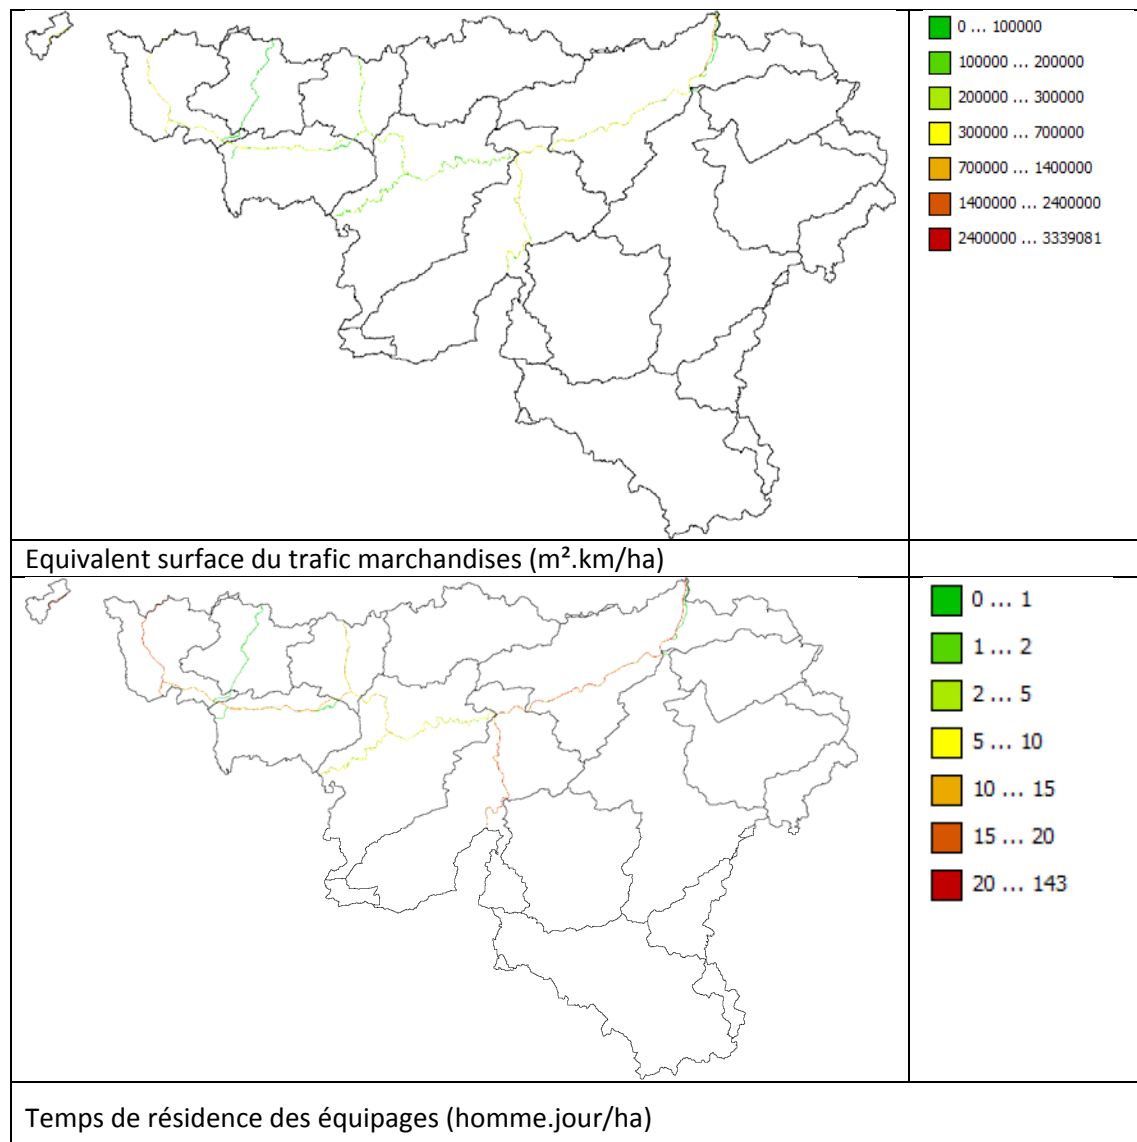 0 ... 100000
100000 ... 200000
200000 ... 300000
300000 ... 700000
700000 ... 1400000
1400000 ... 2400000
2400000 ... 3339081
Equivalent surface du trafic marchandises (m².km/ha)
0 ... 1
1 ... 2
2 ... 5
5 ... 10
10 ... 15
15 ... 20
20 ... 143
Temps de résidence des équipages (homme.jour/ha)